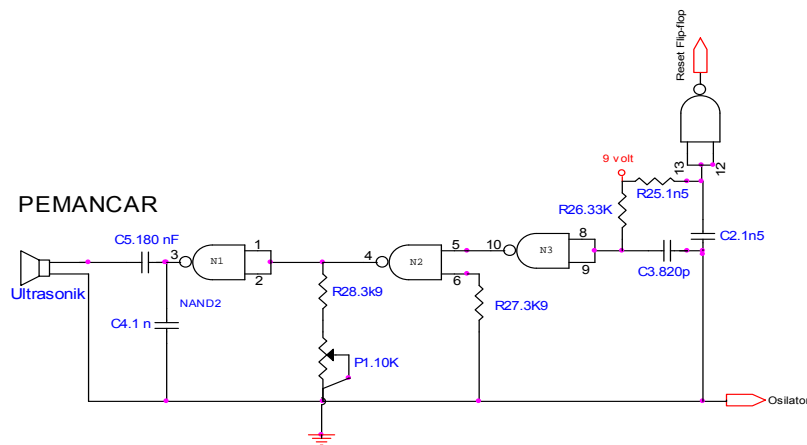 Reset Flip-flop
13
12
9 volt
R25.1n5
R26.33K
C2.1n5
PEMANCAR
C5.180 nF
3
N1
1
2
4
N2
5
6
10
N3
8
9
C3.820p
Ultrasonik
NAND2
R28.3k9
R27.3K9
C4.1 n
P1.10K
Osilator